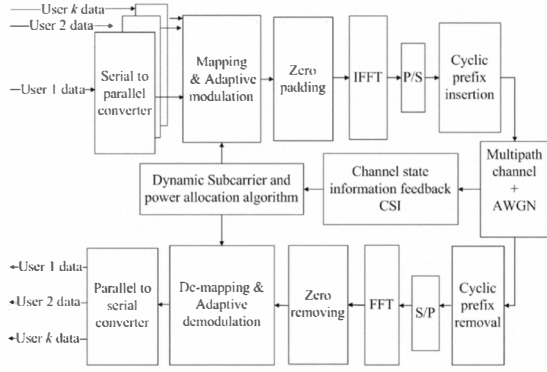 User k data
User 2 data
User 1 data
Serial to
parallel
converter
Mapping
& Adaptive
modulation
Zero
padding
IFFT
P/S
Cyclic
prefix
insertion
Multipath
channel
+
AWGN
Channel state
information feedback
CSI
Dynamic Subcarrier and
power allocation algorithm
User 1 data
User 2 data
User k data
Parallel to
serial
converter
De-mapping &
Adaptive
demodulation
Zero
removing
FFT
S/P
Cyclic
prefix
removal